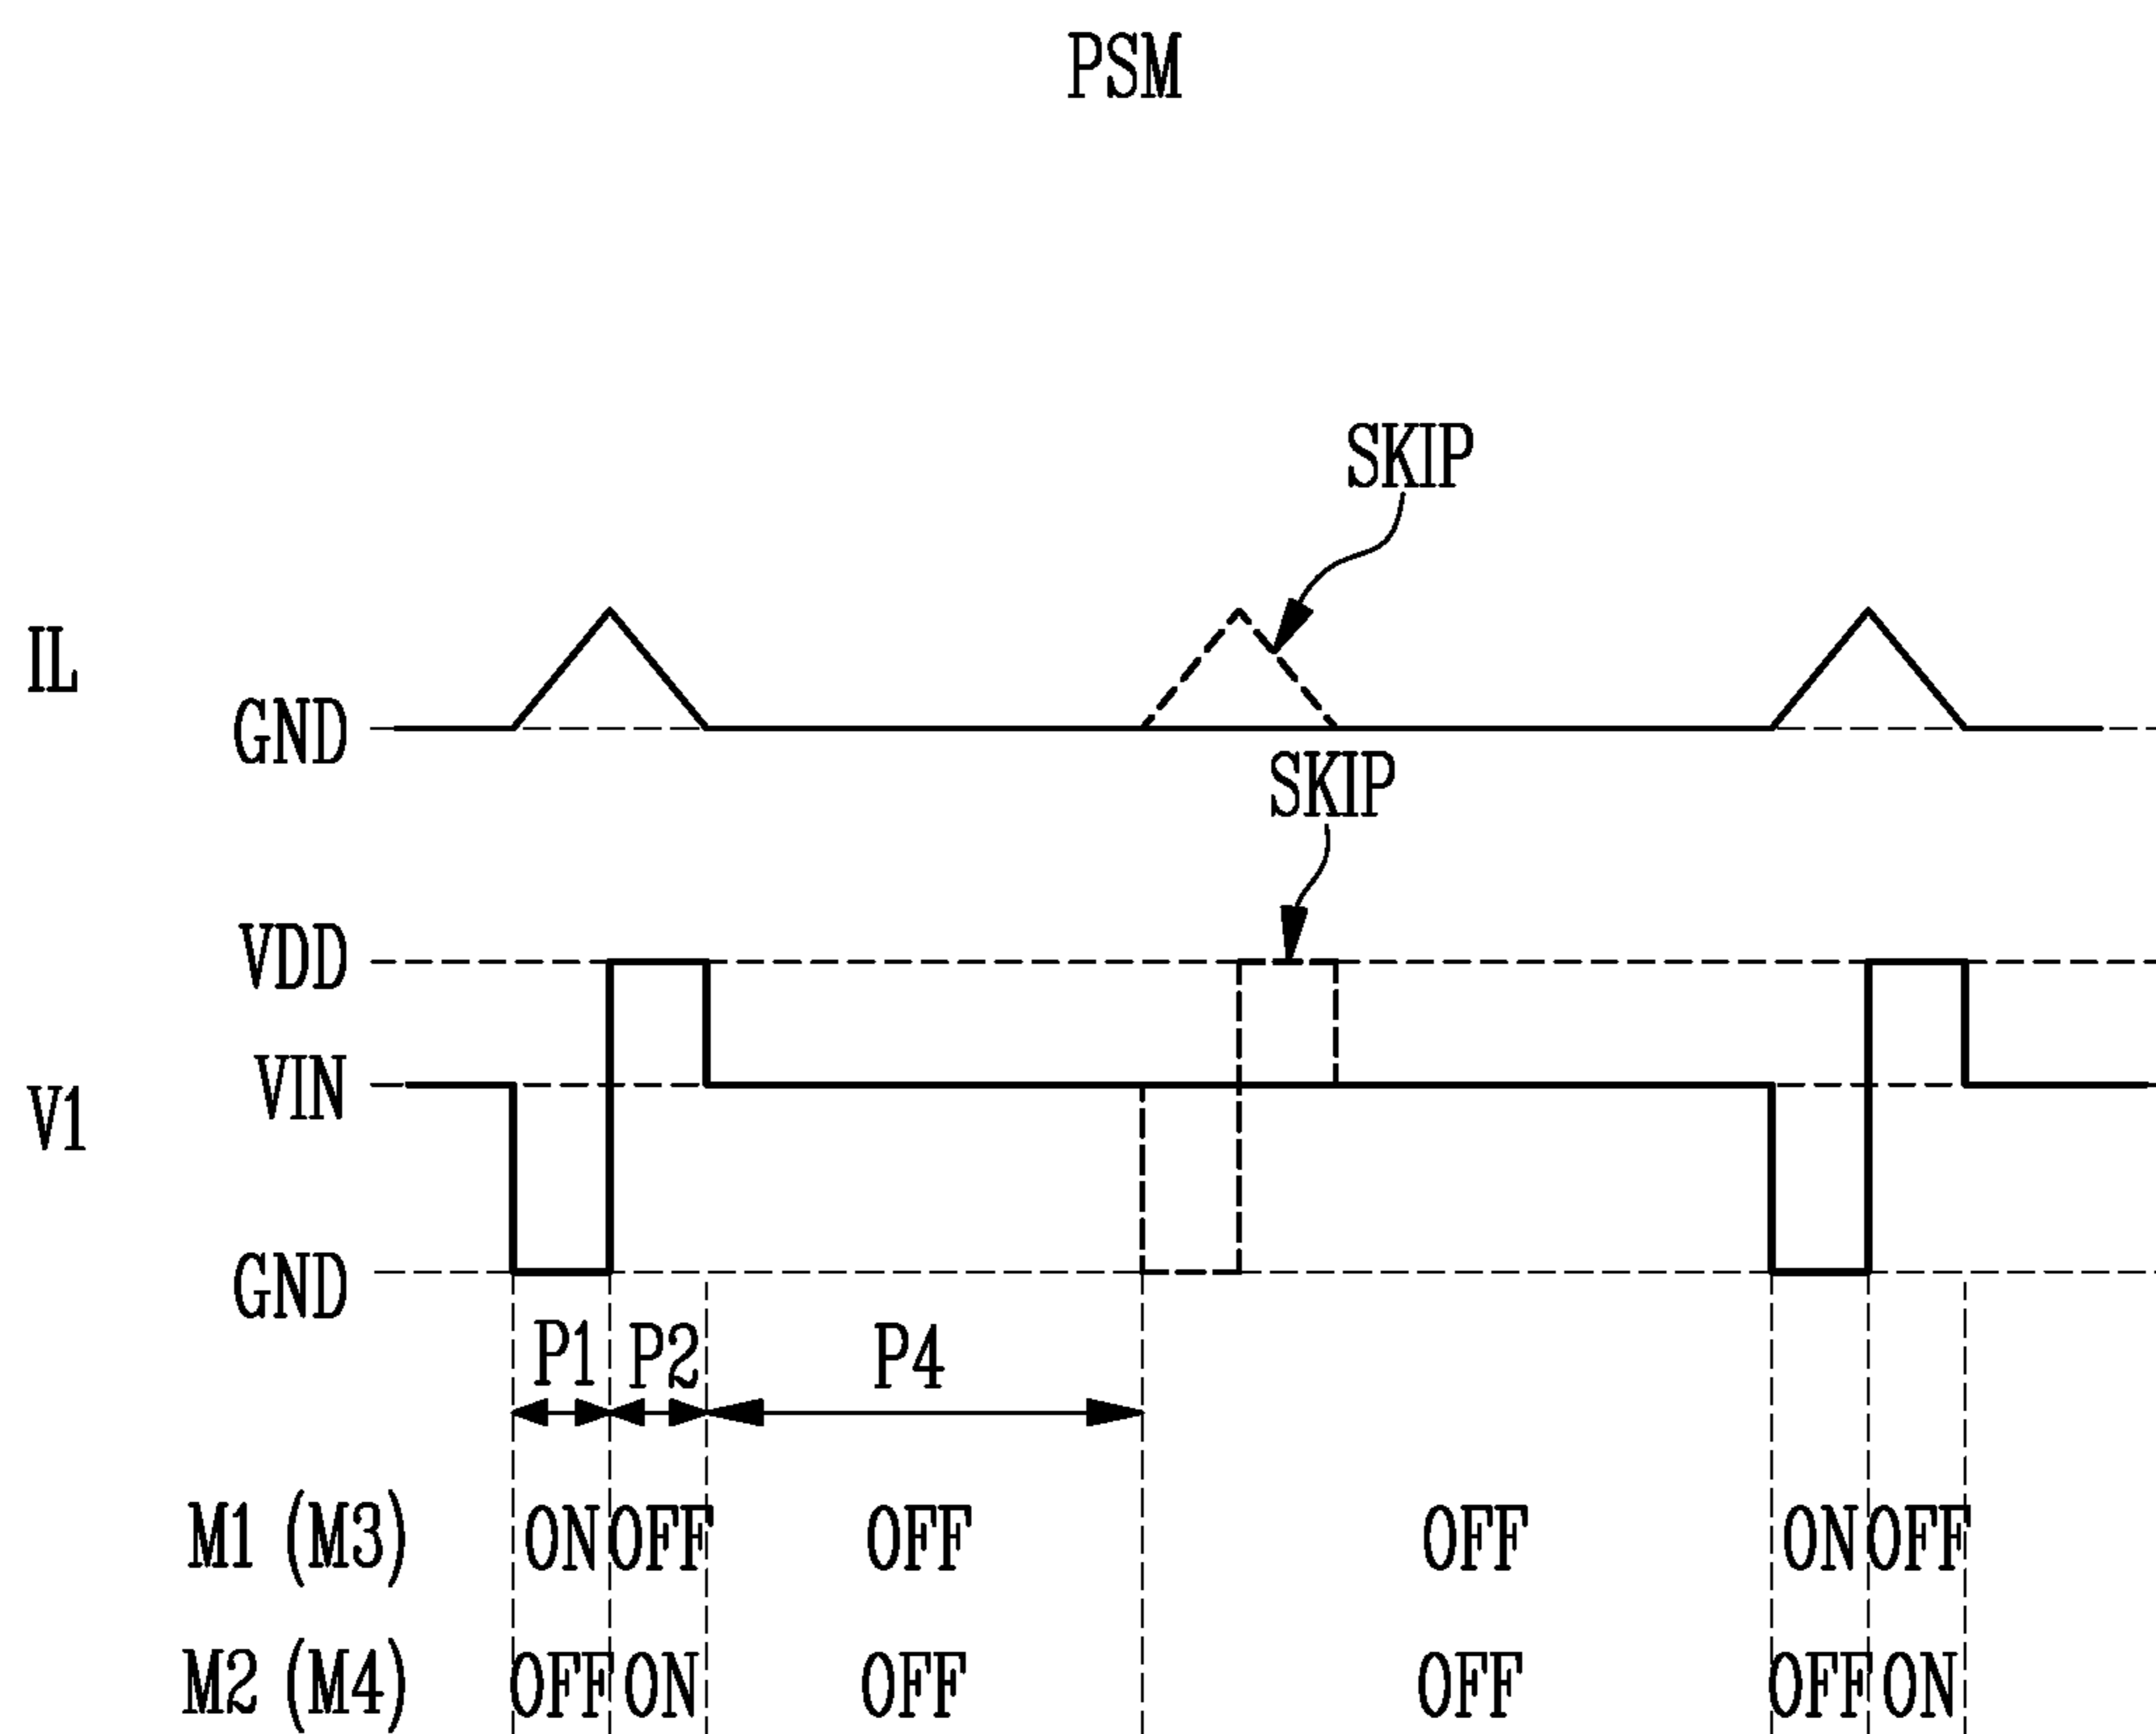 PSM
SKIP
IL
GND
SKIP
VDD
VIN
V1
GND
P1 P2 P4
M1 (M3) ON OFF OFF OFF ON OFF
M2 (M4) OFF ON OFF OFF OFF ON